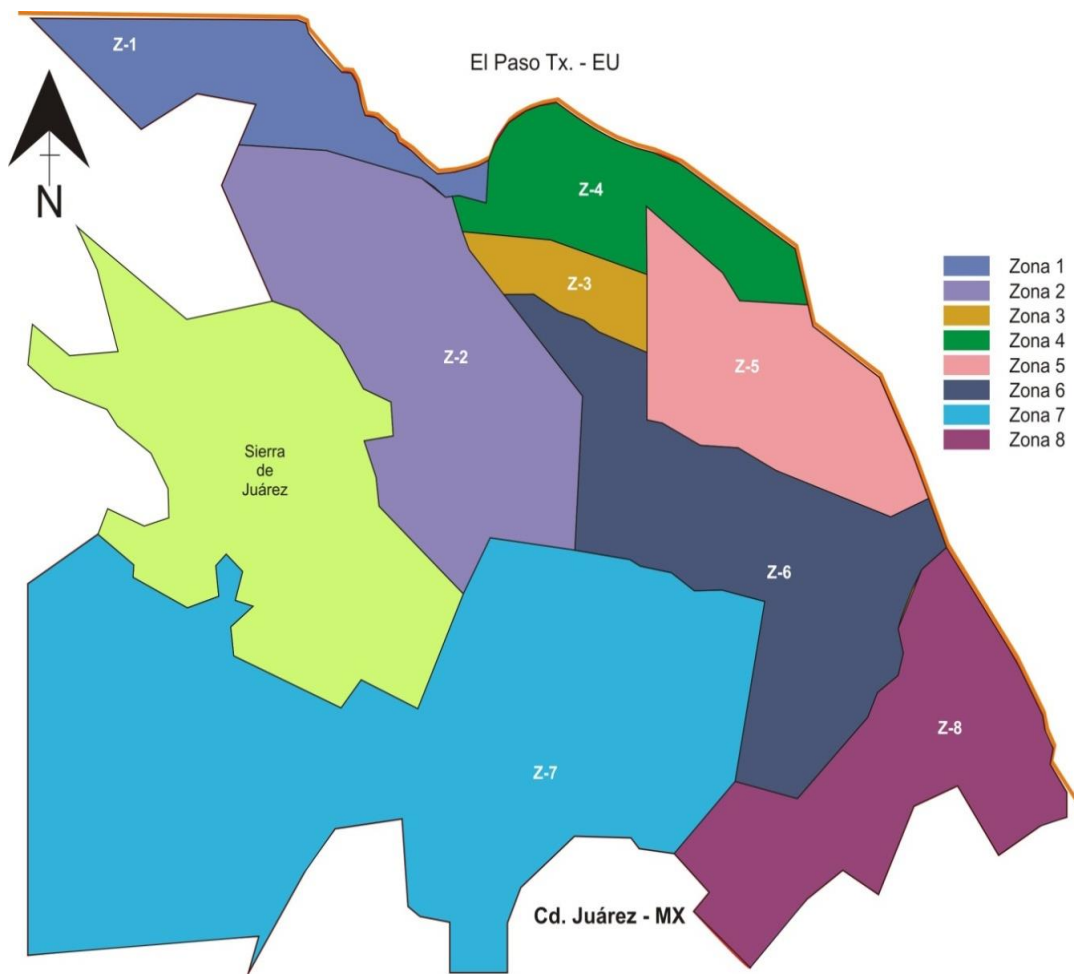 Z-1
El Paso Tx. - EU
N
Z-4
Z-3
Z-2
Z-5
Sierra
de
Juárez
Z-6
Z-7
Z-8
Cd. Juárez - MX
Zona 1
Zona 2
Zona 3
Zona 4
Zona 5
Zona 6
Zona 7
Zona 8